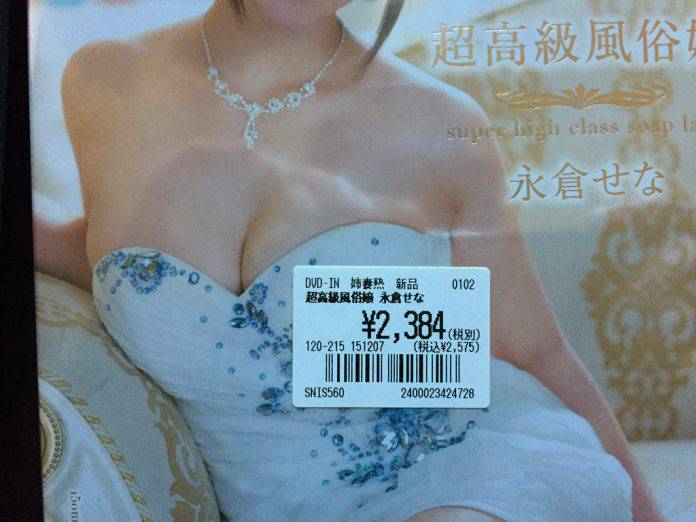 超高級風俗嬢
super high class soap la
永倉せな
DVD-IN 姉妻熟 新品 0102
超高級風俗嬢 永倉せな
¥2,384(税別)
120-215 151207 (税込¥2,575)
SNIS560 2400023424728